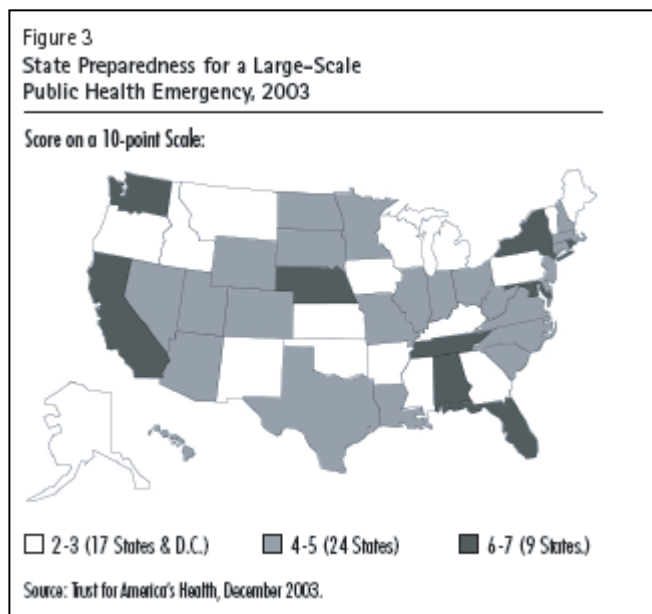 Figure 3
State Preparedness for a Large-Scale
Public Health Emergency, 2003
Score on a 10-point Scale:
2-3 (17 States & D.C.) 4-5 (24 States) 6-7 (9 States.)
Source: Trust for America's Health, December 2003.